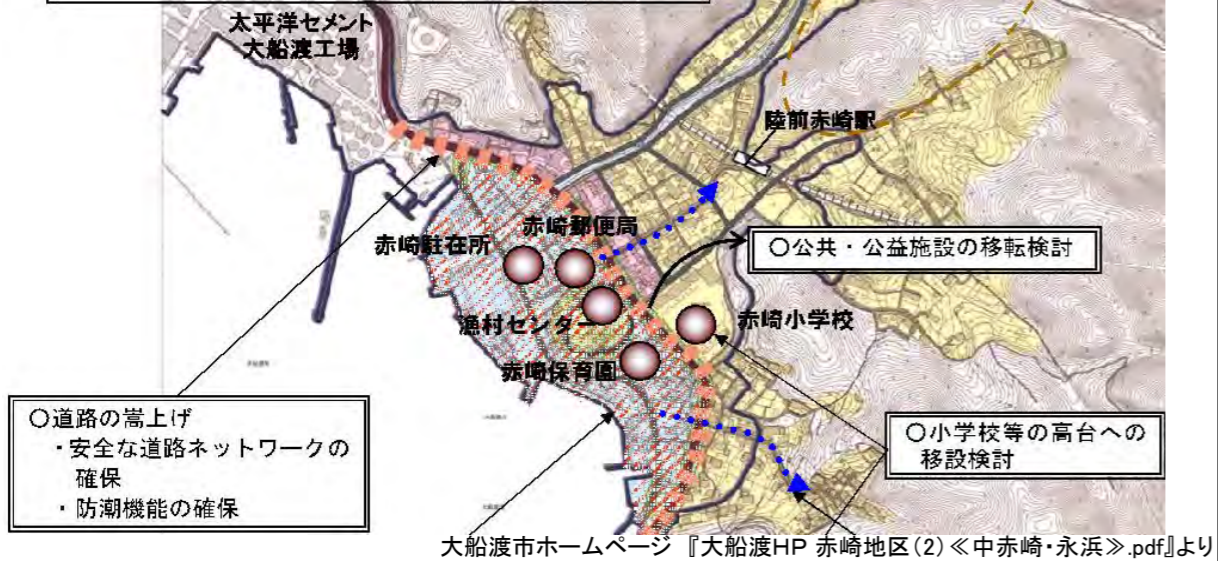 太平洋セメント
大船渡工場
陸前赤崎駅
赤崎郵便局
赤崎駐在所
〇公共・公益施設の移転検討
漁村センター
赤崎小学校
赤崎保育園
〇道路の嵩上げ
・安全な道路ネットワークの
確保
・防潮機能の確保
〇小学校等の高台への
移設検討
大船渡市ホームページ 『大船渡HP 赤崎地区(2)≪中赤崎・永浜≫.pdf』より